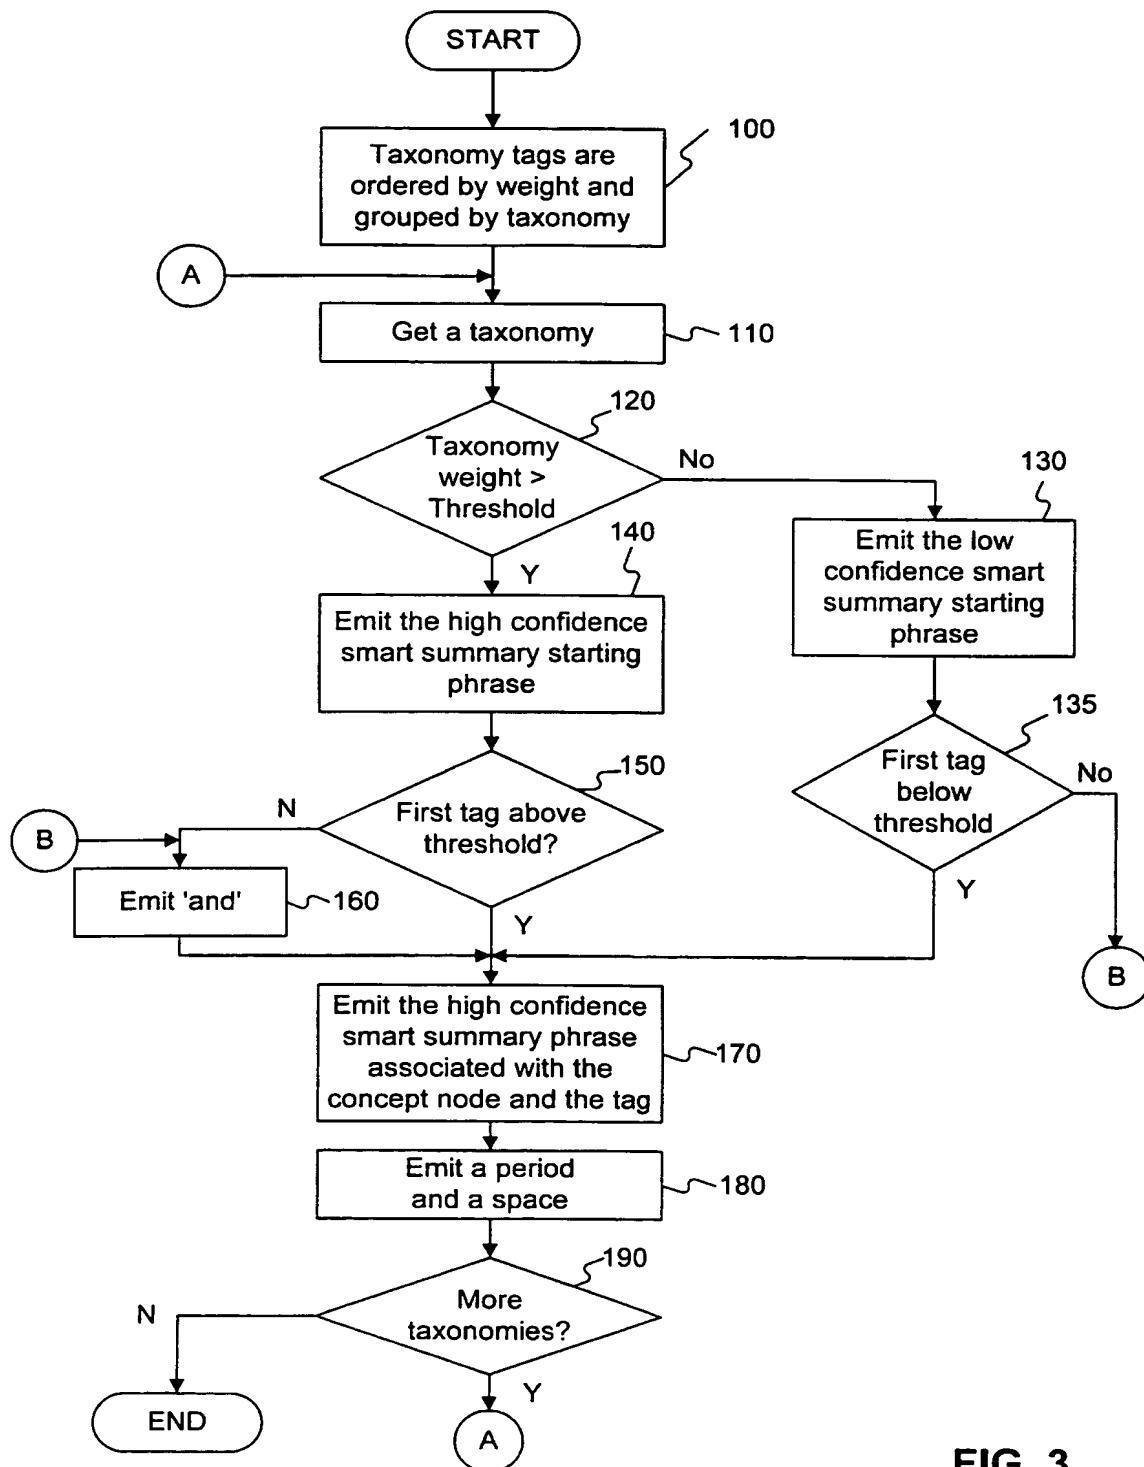 START
Taxonomy tags are
ordered by weight and
grouped by taxonomy
100
A
Get a taxonomy
110
120
Taxonomy
weight >
Threshold
No
Y
130
Emit the low
confidence smart
summary starting
phrase
140
Emit the high confidence
smart summary starting
phrase
135
First tag
below
threshold
No
Y
B
150
First tag above
threshold?
N
Y
B
Emit 'and'
160
Emit the high confidence
smart summary phrase
associated with the
concept node and the tag
170
Emit a period
and a space
180
190
More
taxonomies?
N
Y
END
A
FIG. 3